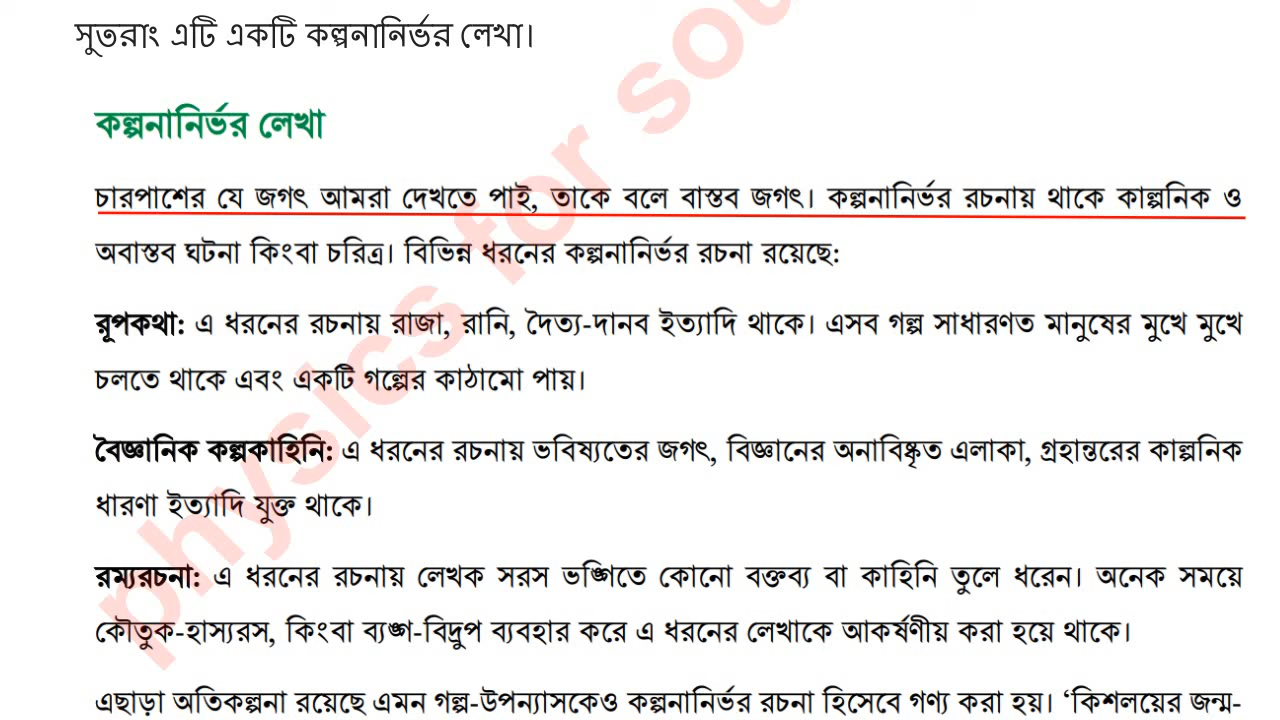 সুতরাং এটি একটি কল্পনানির্ভর লেখা।
কল্পনানির্ভর লেখা
চারপাশের যে জগৎ আমরা দেখতে পাই, তাকে বলে বাস্তব জগৎ। কল্পনানির্ভর রচনায় থাকে কাল্পনিক ও
অবাস্তব ঘটনা কিংবা চরিত্র। বিভিন্ন ধরনের কল্পনানির্ভর রচনা রয়েছে:
রূপকথা: এ ধরনের রচনায় রাজা, রানি, দৈত্য-দানব ইত্যাদি থাকে। এসব গল্প সাধারণত মানুষের মুখে মুখে
চলতে থাকে এবং একটি গল্পের কাঠামো পায়।
বৈজ্ঞানিক কল্পকাহিনি: এ ধরনের রচনায় ভবিষ্যতের জগৎ, বিজ্ঞানের অনাবিষ্কৃত এলাকা, গ্রহান্তরের কাল্পনিক
ধারণা ইত্যাদি যুক্ত থাকে।
রম্যরচনা: এ ধরনের রচনায় লেখক সরস ভঙ্গিতে কোনো বক্তব্য বা কাহিনি তুলে ধরেন। অনেক সময়ে
কৌতুক-হাস্যরস, কিংবা ব্যঙ্গ-বিদ্রুপ ব্যবহার করে এ ধরনের লেখাকে আকর্ষণীয় করা হয়ে থাকে।
এছাড়া অতিকল্পনা রয়েছে এমন গল্প-উপন্যাসকেও কল্পনানির্ভর রচনা হিসেবে গণ্য করা হয়। ‘কিশলয়ের জন্ম-
physics for